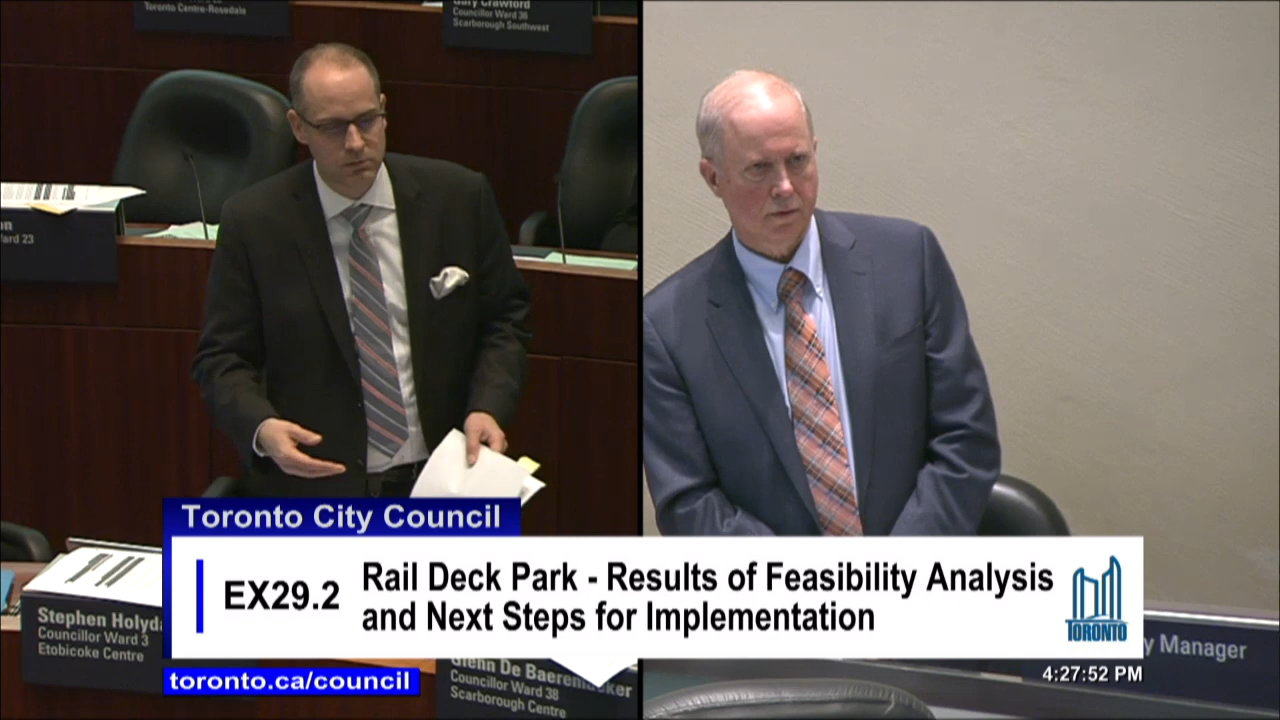 Toronto Centre-Rosedale
Gary Crawford
Councillor Ward 36
Scarborough Southwest
Ward 23
Toronto City Council
EX29.2
Rail Deck Park - Results of Feasibility Analysis
and Next Steps for Implementation
TORONTO
Stephen Holyd
Councillor Ward 3
Etobicoke Centre
Glenn De Baeremaeker
Councillor Ward 38
Scarborough Centre
y Manager
toronto.ca/council
4:27:52 PM